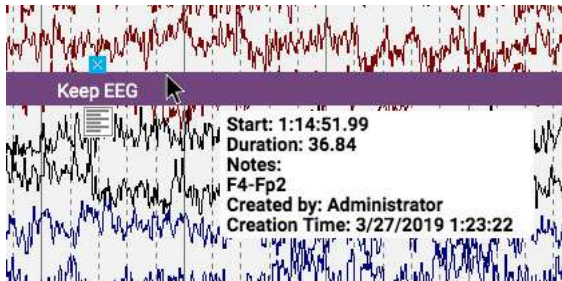 Keep EEG
Start: 1:14:51.99
Duration: 36.84
Notes:
F4-Fp2
Created by: Administrator
Creation Time: 3/27/2019 1:23:22